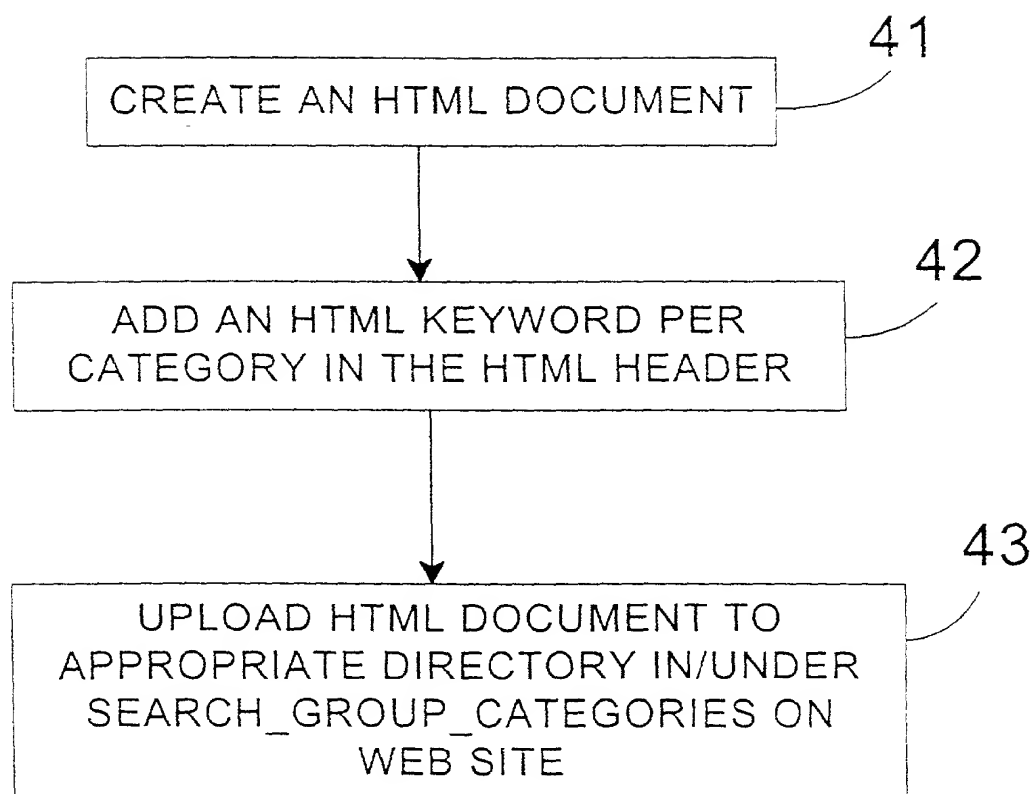 41
CREATE AN HTML DOCUMENT
42
ADD AN HTML KEYWORD PER
CATEGORY IN THE HTML HEADER
43
UPLOAD HTML DOCUMENT TO
APPROPRIATE DIRECTORY IN/UNDER
SEARCH_GROUP_CATEGORIES ON
WEB SITE